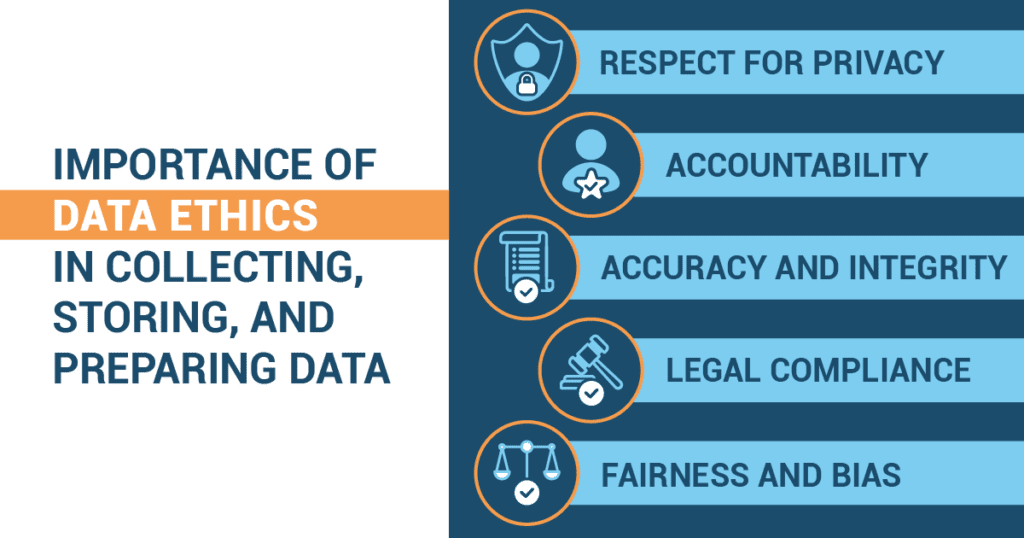 IMPORTANCE OF
DATA ETHICS
IN COLLECTING,
STORING, AND
PREPARING DATA
RESPECT FOR PRIVACY
ACCOUNTABILITY
ACCURACY AND INTEGRITY
LEGAL COMPLIANCE
FAIRNESS AND BIAS